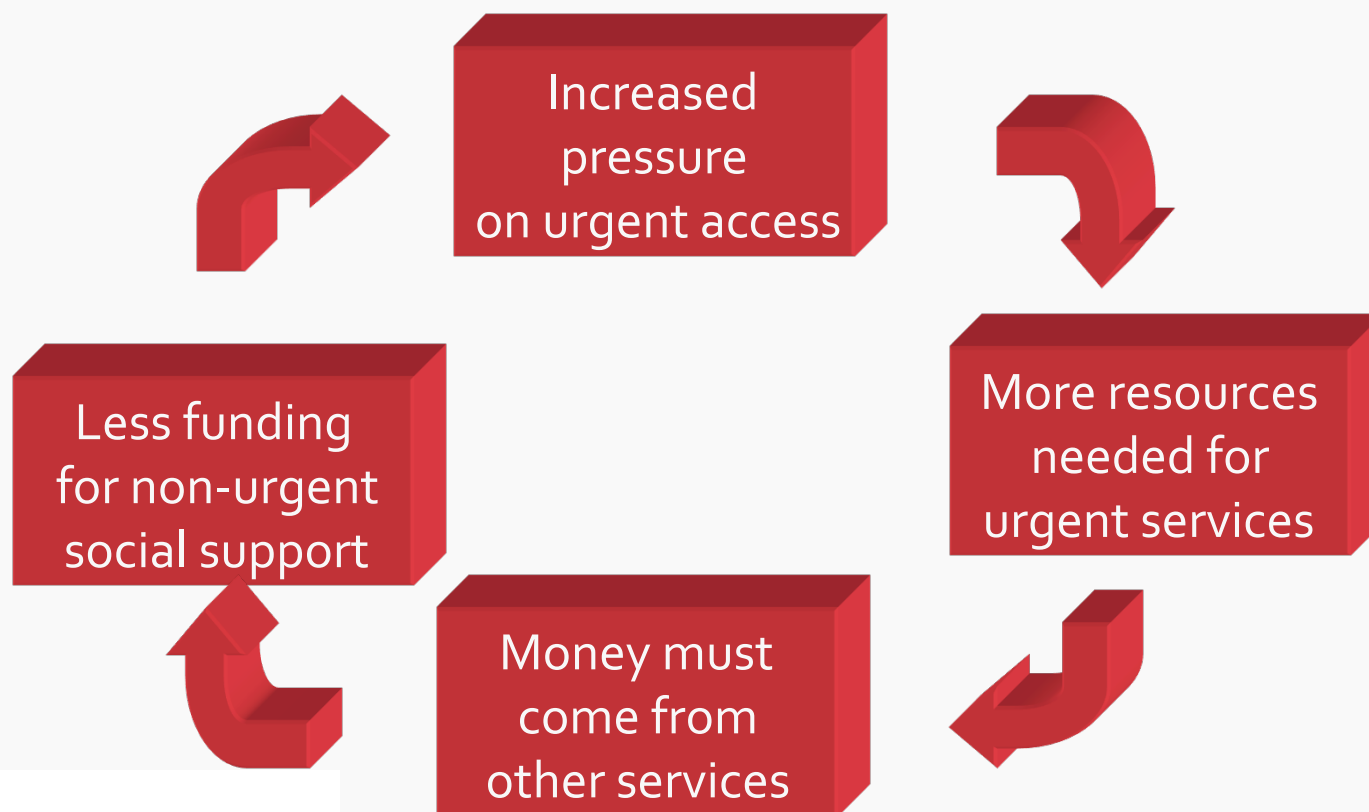 Increased
pressure
on urgent access
More resources
needed for
urgent services
Money must
come from
other services
Less funding
for non-urgent
social support